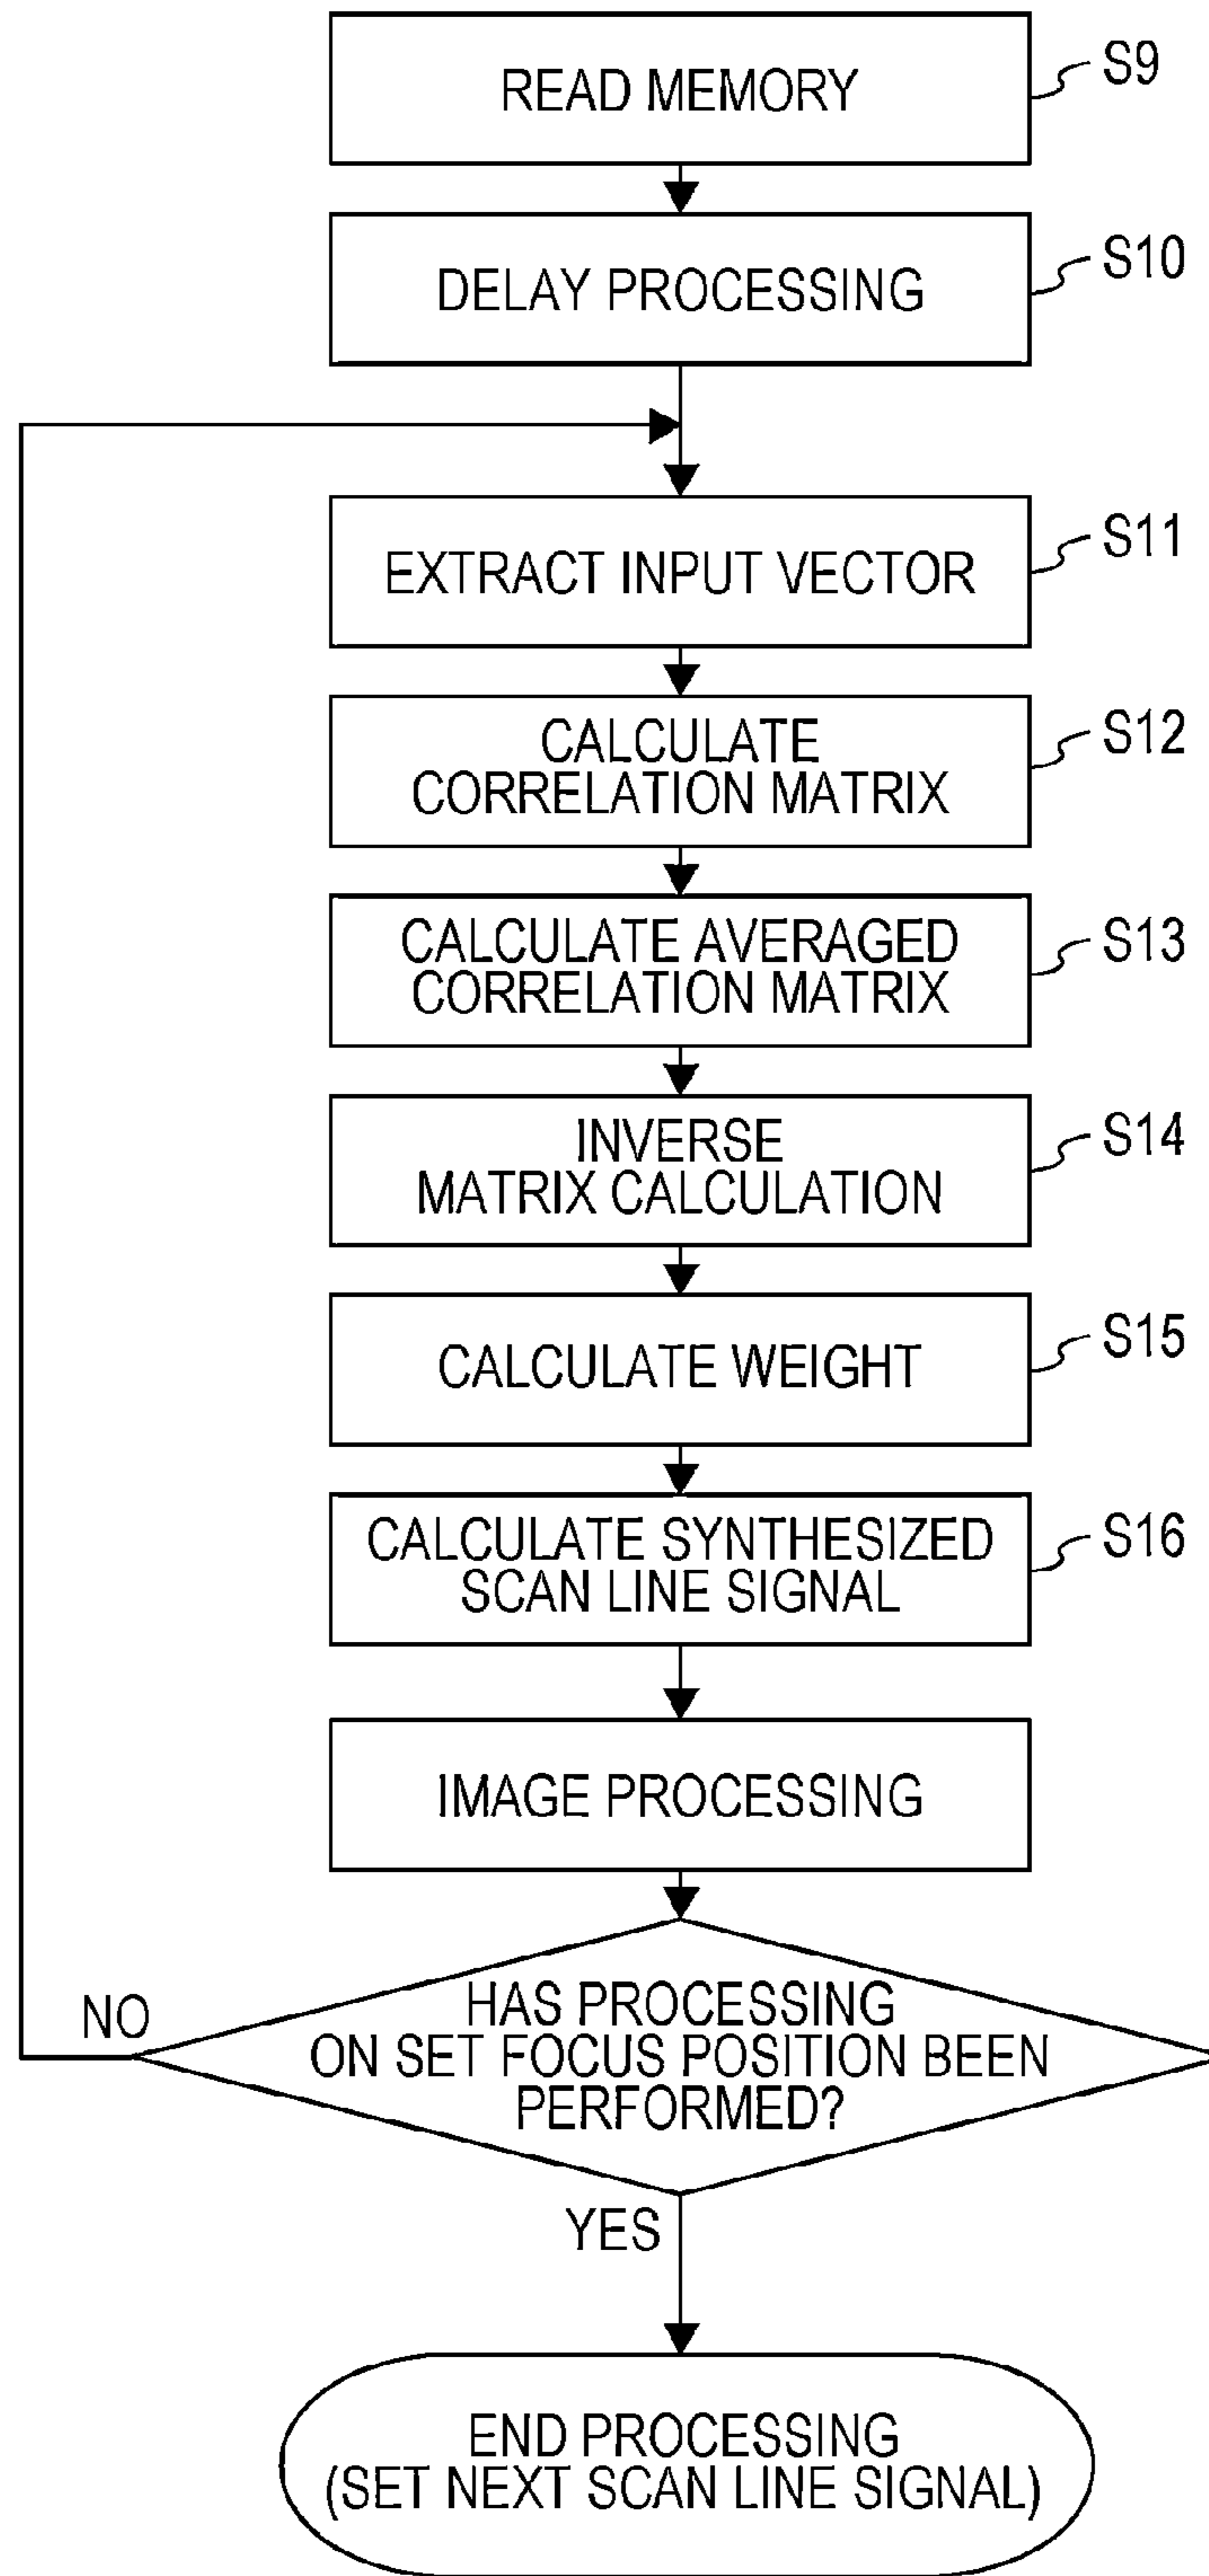 READ MEMORY
S9
DELAY PROCESSING
S10
EXTRACT INPUT VECTOR
S11
CALCULATE
CORRELATION MATRIX
S12
CALCULATE AVERAGED
CORRELATION MATRIX
S13
INVERSE
MATRIX CALCULATION
S14
CALCULATE WEIGHT
S15
CALCULATE SYNTHESIZED
SCAN LINE SIGNAL
S16
IMAGE PROCESSING
HAS PROCESSING
ON SET FOCUS POSITION BEEN
PERFORMED?
NO
YES
END PROCESSING
(SET NEXT SCAN LINE SIGNAL)